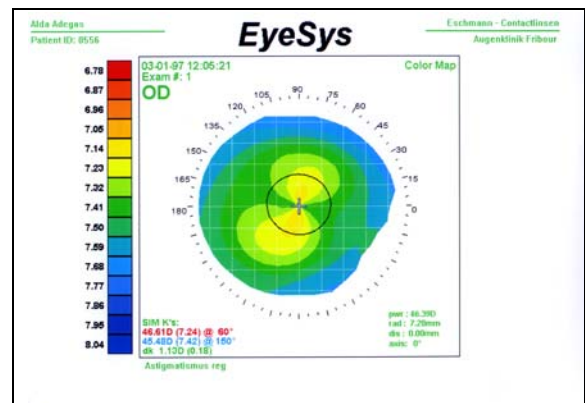 Alda Adegas
Patient ID: 8556
EyeSys
Eschmann - Contactlinsen
Augenklinik Fribour
03-01-97 12:05:21
Exam #: 1
OD
Color Map
6.78
6.87
6.96
7.05
7.14
7.23
7.32
7.41
7.50
7.59
7.68
7.77
7.86
7.95
8.04
105
90
75
120
60
135
45
150
30
165
15
180
0
SIM K's:
46.61D (7.24) @ 60°
45.48D (7.42) @ 150°
dk 1.13D (0.18)
pwr : 46.39D
rad : 7.28mm
dis : 0.00mm
axis: 0°
Astigmatismus reg